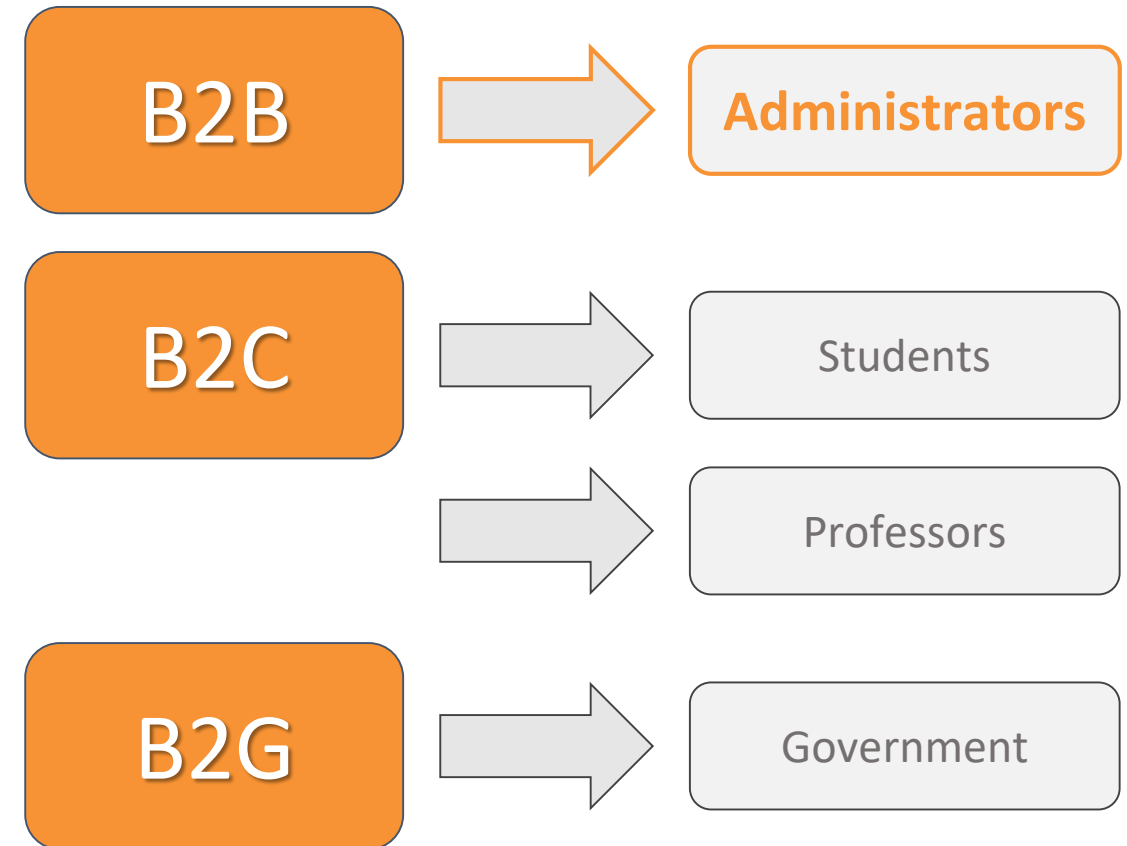 B2B
Administrators
B2C
Students
Professors
B2G
Government